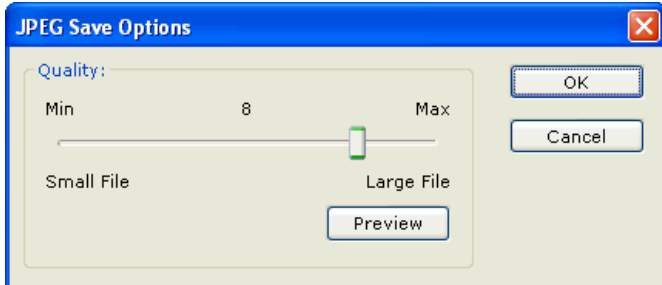 JPEG Save Options
Quality:
Min 8 Max
Small File Large File
Preview
OK
Cancel